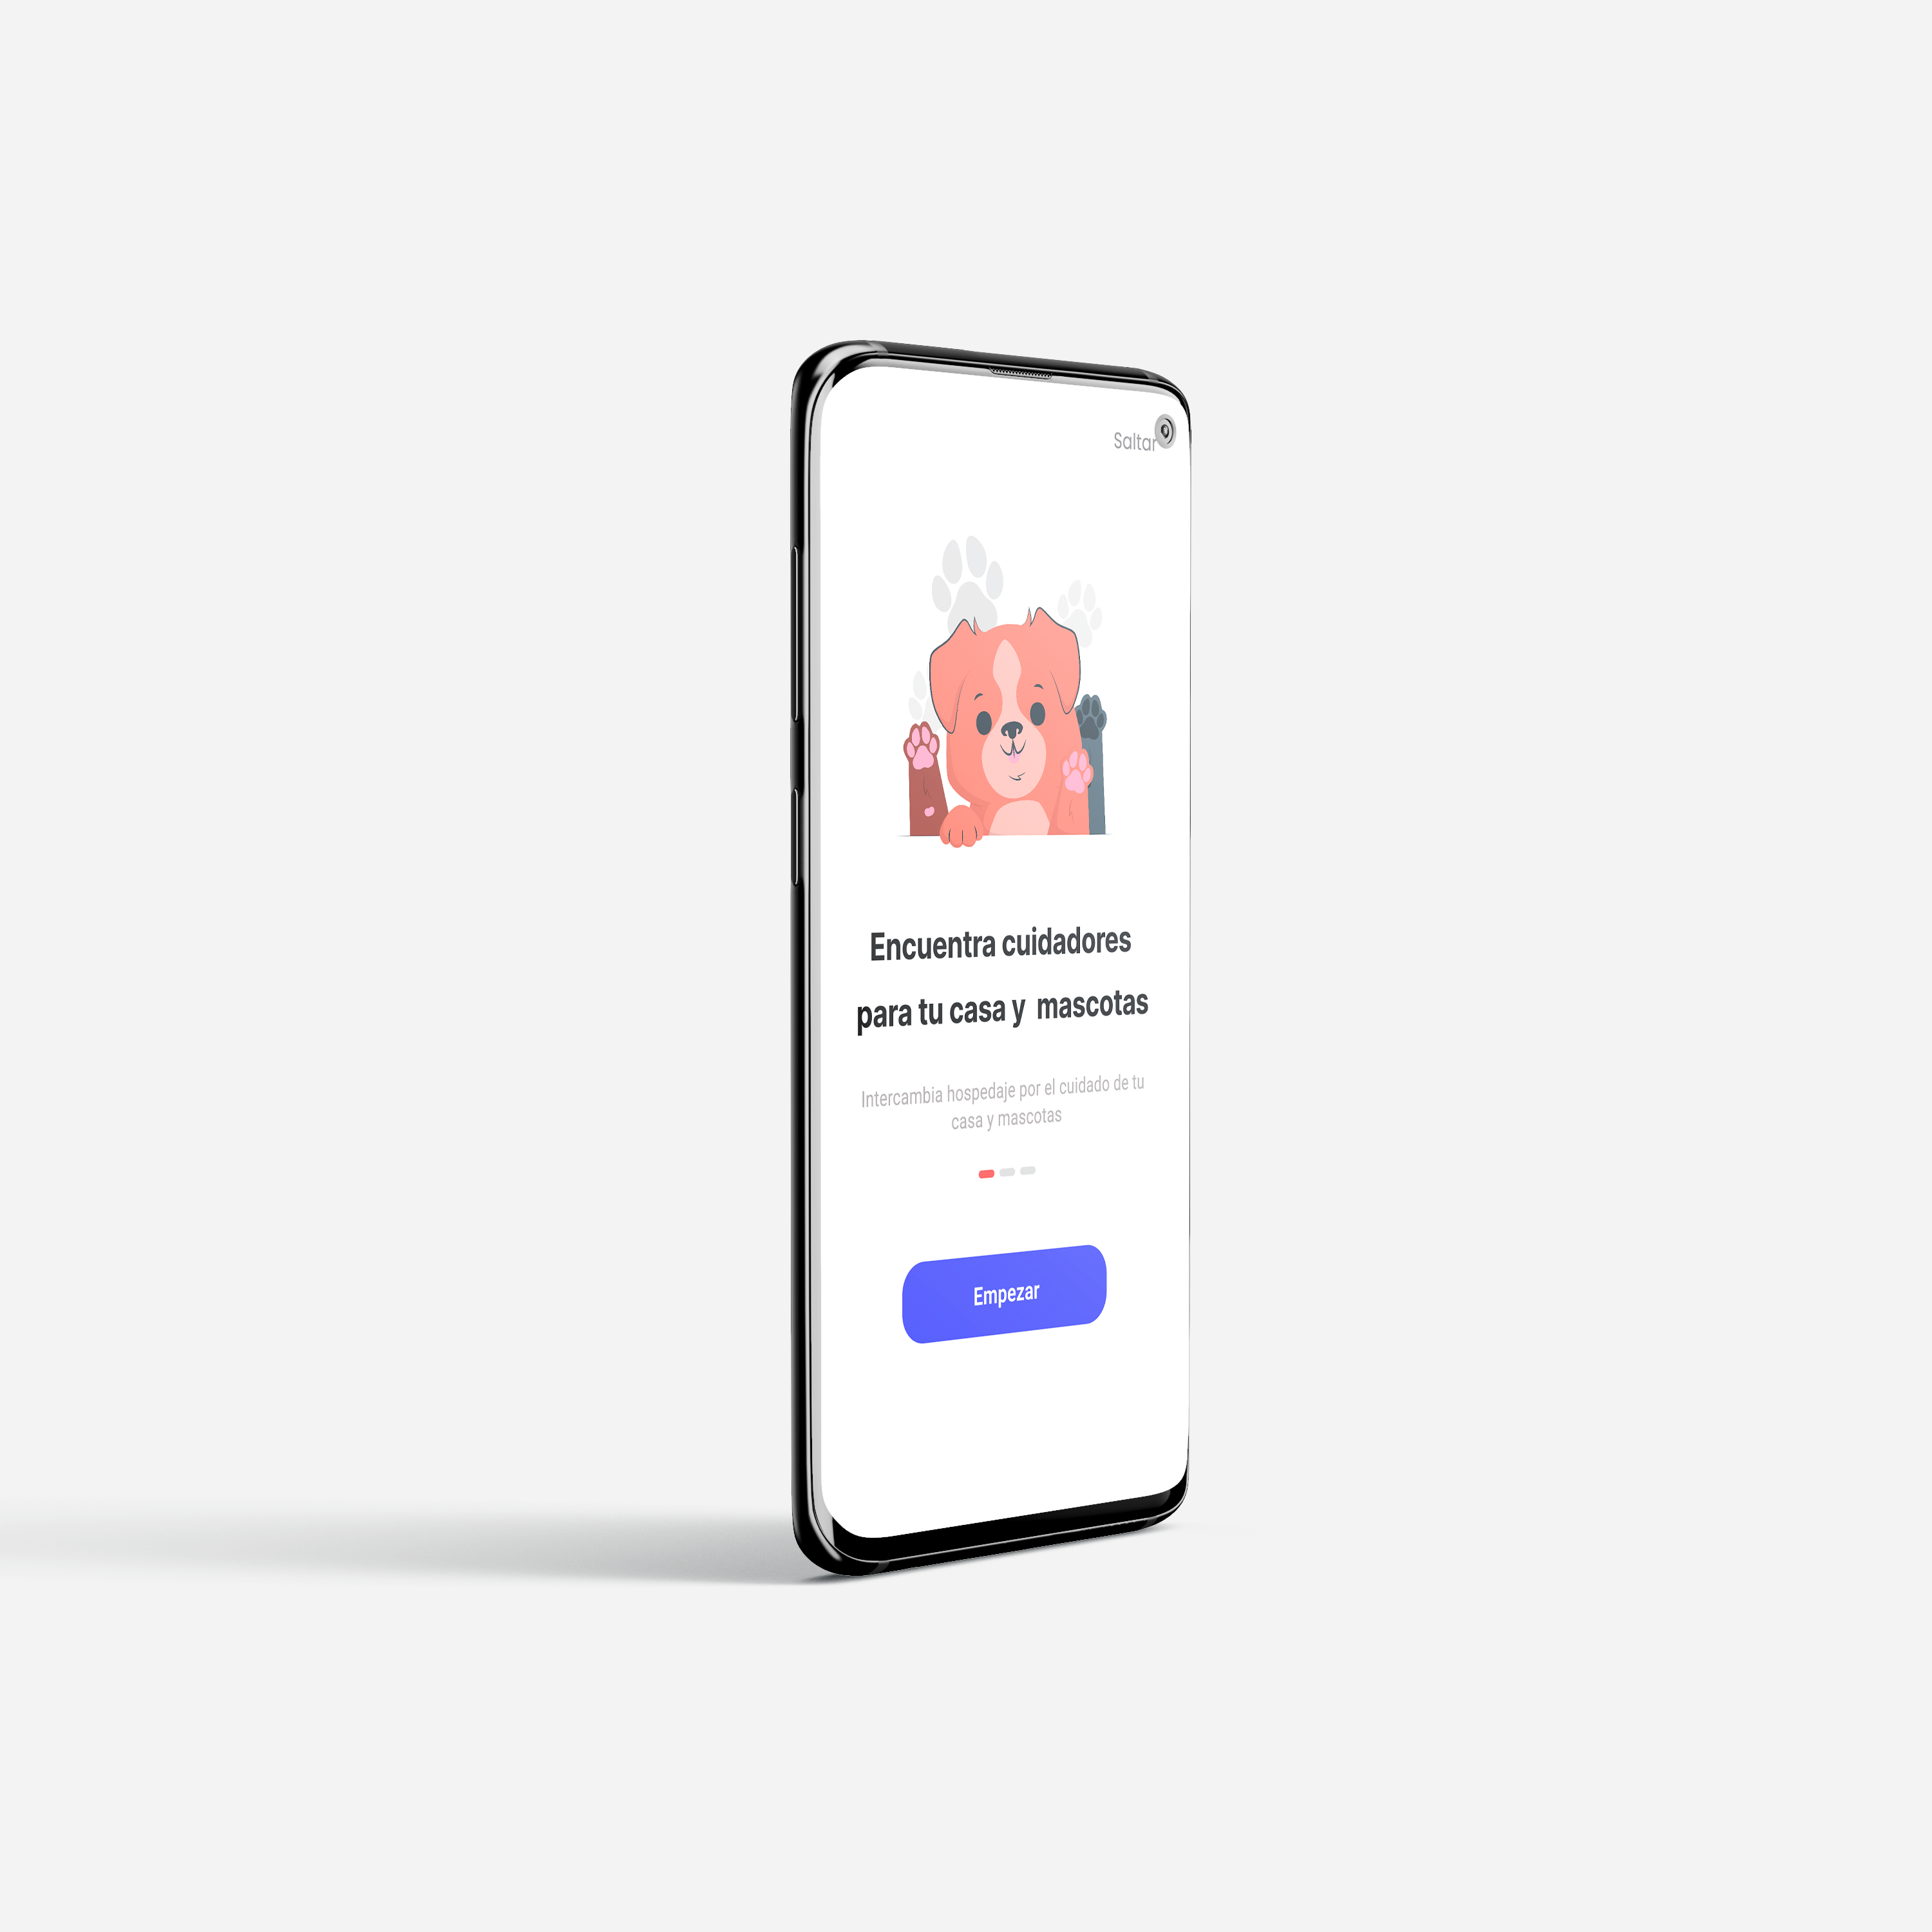 Saltar
Encuentra cuidadores
para tu casa y mascotas
Intercambia hospedaje por el cuidado de tu
casa y mascotas
Empezar